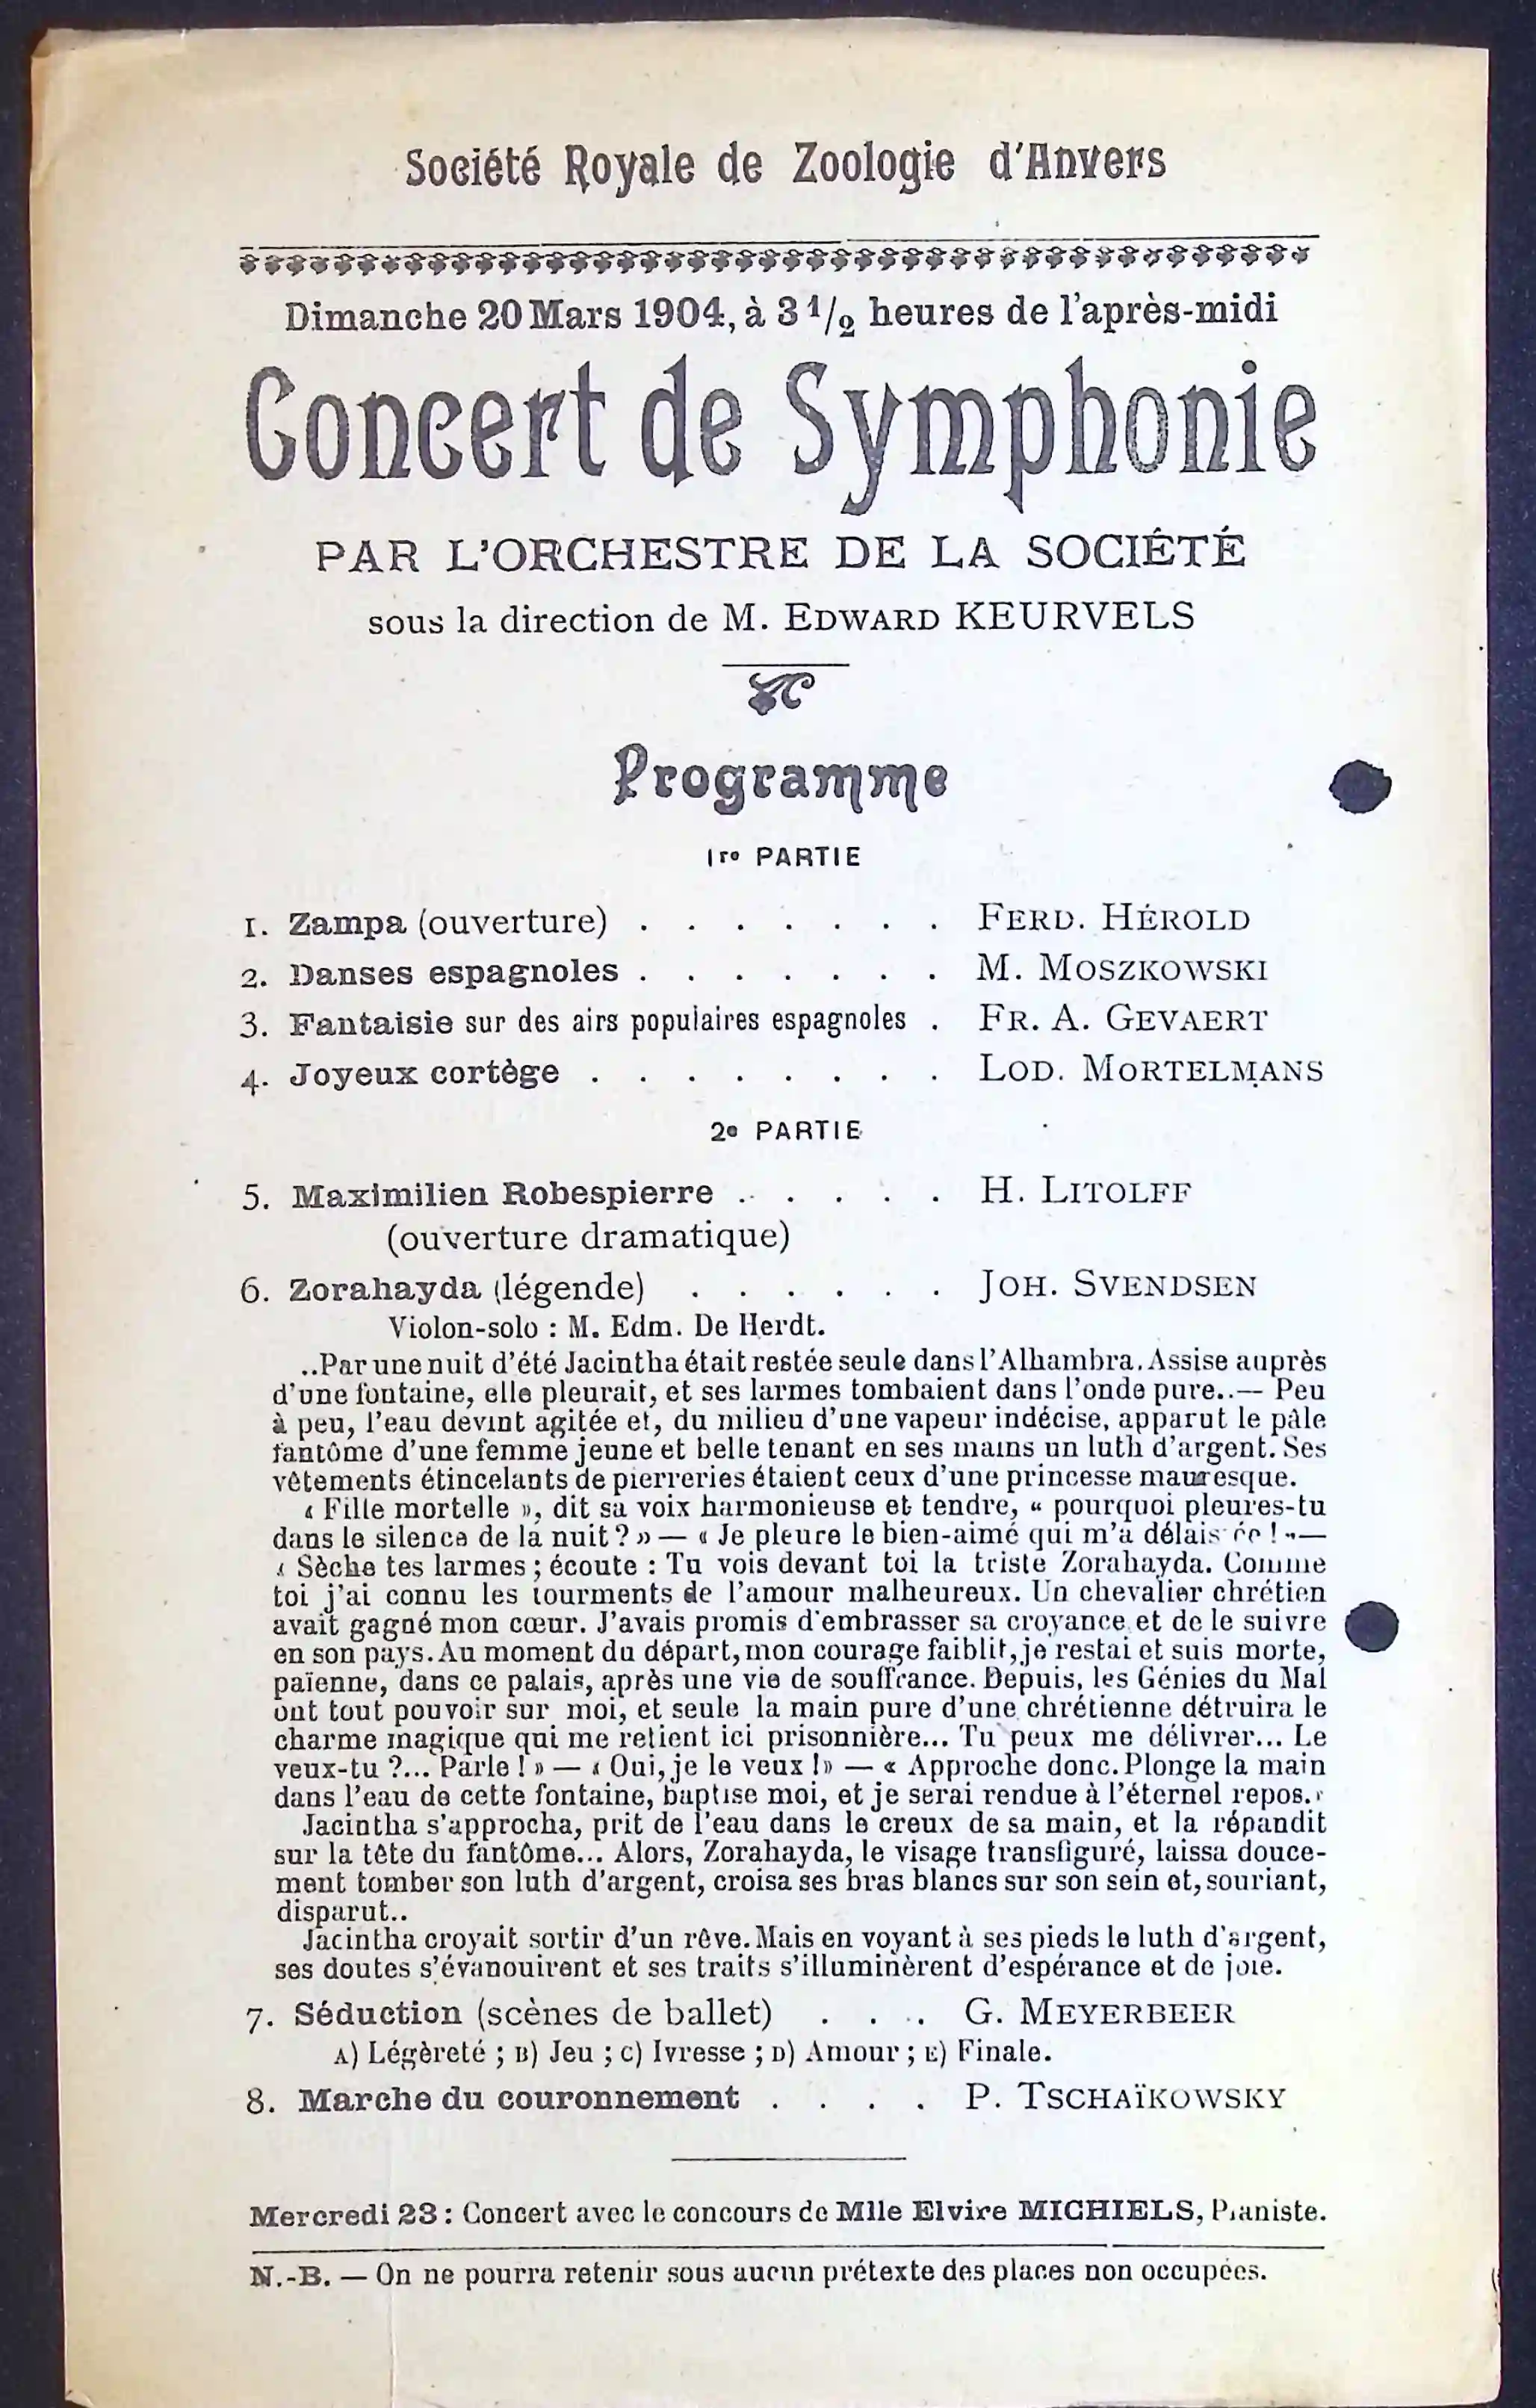 Société Royale de Zoologie d'Anvers
Dimanche 20 Mars 1904, à 3 1/2 heures de l'après-midi
Concert de Symphonie
PAR L'ORCHESTRE DE LA SOCIÉTÉ
sous la direction de M. EDWARD KEURVELS
Programme
1re PARTIE
1. Zampa (ouverture) . . . . . . . FERD. HÉROLD
2. Danses espagnoles . . . . . . . M. MOSZKOWSKI
3. Fantaisie sur des airs populaires espagnoles . FR. A. GEVAERT
4. Joyeux cortège . . . . . . . . LOD. MORTELMANS
2e PARTIE
5. Maximilien Robespierre . . . . . H. LITOLFF
(ouverture dramatique)
6. Zorahayda (légende) . . . . . . JOH. SVENDSEN
Violon-solo : M. Edm. De Herdt.
..Par une nuit d'été Jacintha était restée seule dans l'Alhambra. Assise auprès
d'une fontaine, elle pleurait, et ses larmes tombaient dans l'onde pure..— Peu
à peu, l'eau devint agitée et, du milieu d'une vapeur indécise, apparut le pâle
fantôme d'une femme jeune et belle tenant en ses mains un luth d'argent. Ses
vêtements étincelants de pierreries étaient ceux d'une princesse mauresque.
« Fille mortelle », dit sa voix harmonieuse et tendre, « pourquoi pleures-tu
dans le silence de la nuit ? » — « Je pleure le bien-aimé qui m'a délaissée ! »—
« Sèche tes larmes ; écoute : Tu vois devant toi la triste Zorahayda. Comme
toi j'ai connu les tourments de l'amour malheureux. Un chevalier chrétien
avait gagné mon cœur. J'avais promis d'embrasser sa croyance et de le suivre
en son pays. Au moment du départ, mon courage faiblit, je restai et suis morte,
païenne, dans ce palais, après une vie de souffrance. Depuis, les Génies du Mal
ont tout pouvoir sur moi, et seule la main pure d'une chrétienne détruira le
charme magique qui me retient ici prisonnière... Tu peux me délivrer... Le
veux-tu ?... Parle ! » — « Oui, je le veux !» — « Approche donc. Plonge la main
dans l'eau de cette fontaine, baptise moi, et je serai rendue à l'éternel repos. »
Jacintha s'approcha, prit de l'eau dans le creux de sa main, et la répandit
sur la tête du fantôme... Alors, Zorahayda, le visage transfiguré, laissa douce-
ment tomber son luth d'argent, croisa ses bras blancs sur son sein et, souriant,
disparut..
Jacintha croyait sortir d'un rêve. Mais en voyant à ses pieds le luth d'argent,
ses doutes s'évanouirent et ses traits s'illuminèrent d'espérance et de joie.
7. Séduction (scènes de ballet) . . . G. MEYERBEER
A) Légèreté ; B) Jeu ; C) Ivresse ; D) Amour ; E) Finale.
8. Marche du couronnement . . . . P. TSCHAÏKOWSKY
Mercredi 23 : Concert avec le concours de Mlle Elvire MICHIELS, Pianiste.
N.-B. — On ne pourra retenir sous aucun prétexte des places non occupées.